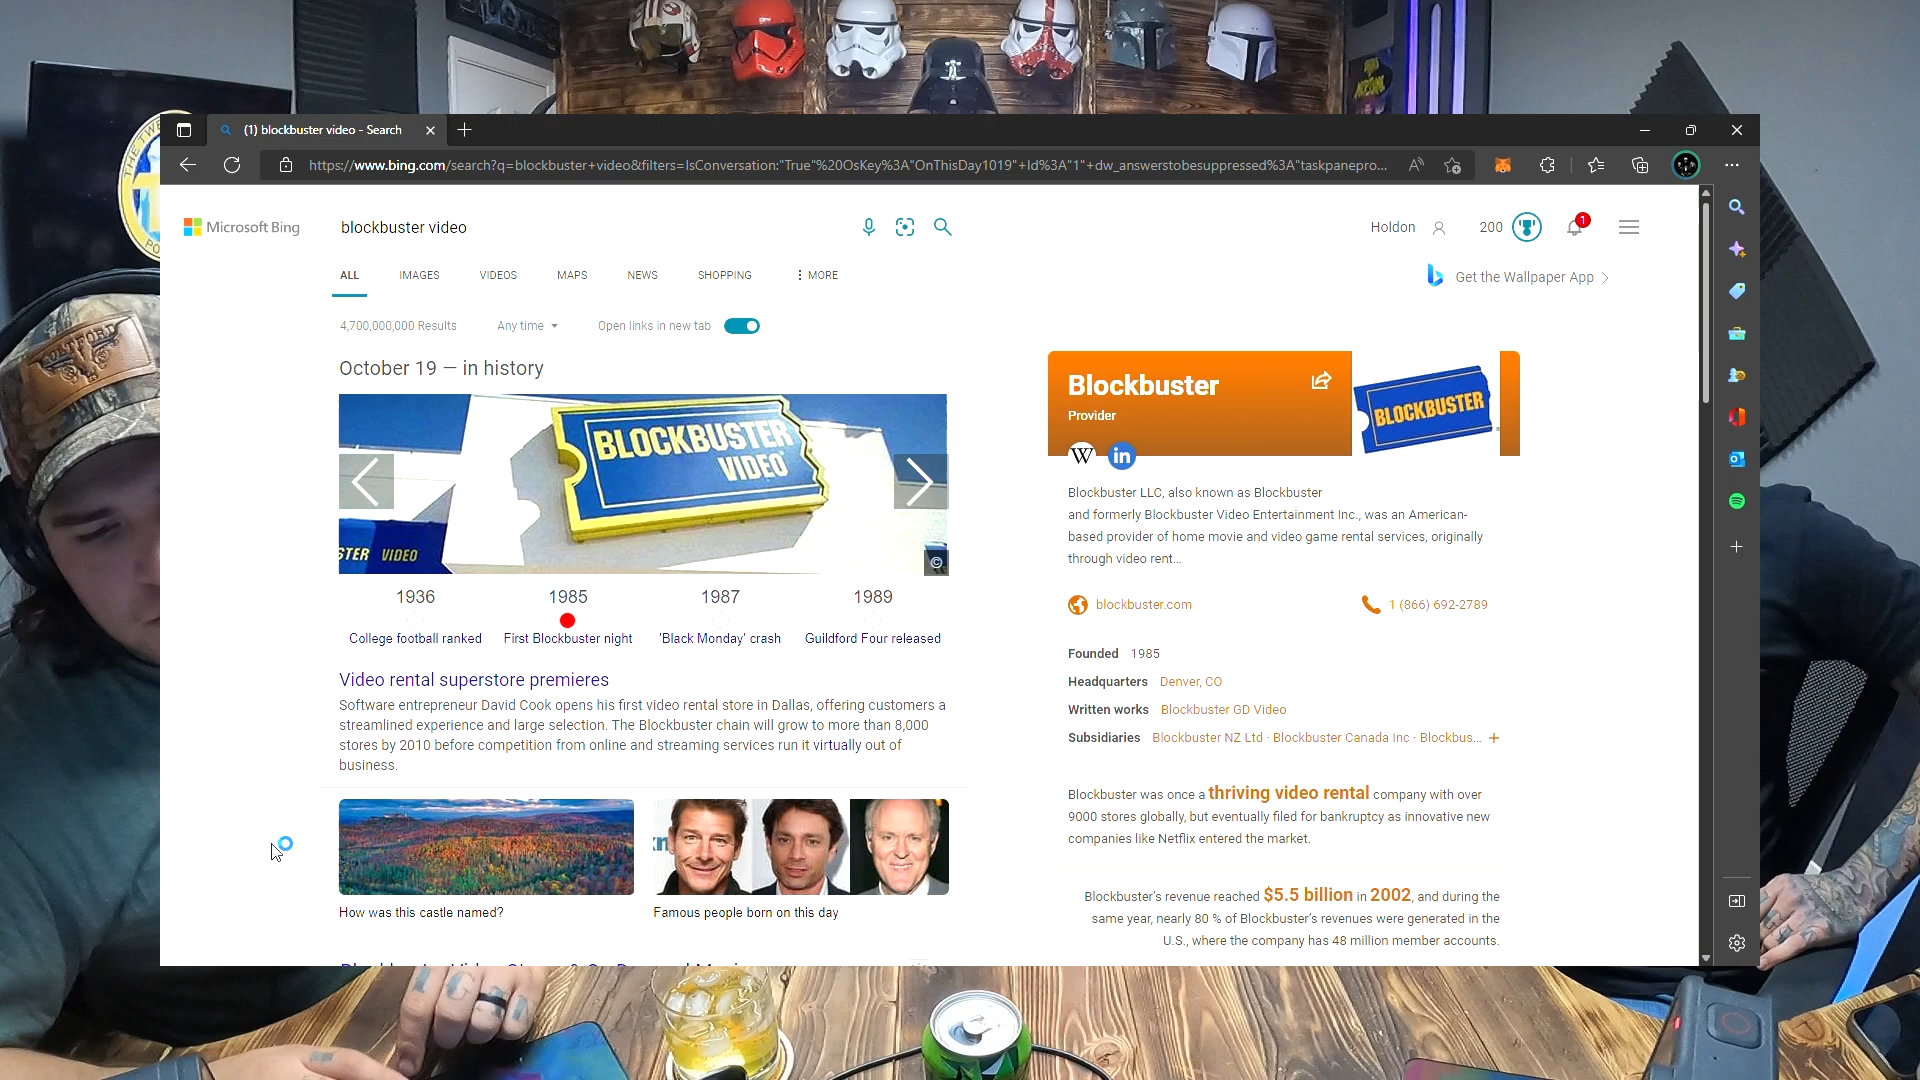 (1) blockbuster video - Search
https://www.bing.com/search?q=blockbuster+video&filters=IsConversation:"True"%20OsKey%3A"OnThisDay1019"+Id%3A"1"+dw_answerstobesuppressed%3A"taskpanepro...
Microsoft Bing
blockbuster video
Holdon
200
1
ALL
IMAGES
VIDEOS
MAPS
NEWS
SHOPPING
MORE
Get the Wallpaper App
4,700,000,000 Results
Any time
Open links in new tab
October 19 — in history
BLOCKBUSTER
VIDEO
STER VIDEO
©
1936
1985
1987
1989
College football ranked
First Blockbuster night
'Black Monday' crash
Guildford Four released
Video rental superstore premieres
Software entrepreneur David Cook opens his first video rental store in Dallas, offering customers a
streamlined experience and large selection. The Blockbuster chain will grow to more than 8,000
stores by 2010 before competition from online and streaming services run it virtually out of
business.
How was this castle named?
Famous people born on this day
Blockbuster
Provider
BLOCKBUSTER
W
in
Blockbuster LLC, also known as Blockbuster
and formerly Blockbuster Video Entertainment Inc., was an American-
based provider of home movie and video game rental services, originally
through video rent...
blockbuster.com
1 (866) 692-2789
Founded 1985
Headquarters Denver, CO
Written works Blockbuster GD Video
Subsidiaries Blockbuster NZ Ltd · Blockbuster Canada Inc · Blockbus...
Blockbuster was once a thriving video rental company with over
9000 stores globally, but eventually filed for bankruptcy as innovative new
companies like Netflix entered the market.
Blockbuster's revenue reached $5.5 billion in 2002, and during the
same year, nearly 80 % of Blockbuster's revenues were generated in the
U.S., where the company has 48 million member accounts.